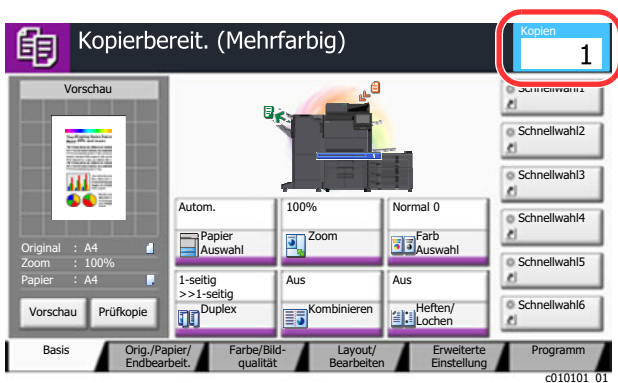 Kopierbereit. (Mehrfarbig)
Kopien
1
Vorschau
Original : A4
Zoom : 100%
Papier : A4
Vorschau
Prüfkopie
Autom.
Papier
Auswahl
100%
Zoom
Normal 0
Farb
Auswahl
1-seitig
>>1-seitig
Duplex
Aus
Kombinieren
Aus
Heften/
Lochen
Schnellwahl1
Schnellwahl2
Schnellwahl3
Schnellwahl4
Schnellwahl5
Schnellwahl6
Basis
Orig./Papier/
Endbearbeit.
Farbe/Bild-
qualität
Layout/
Bearbeiten
Erweiterte
Einstellung
Programm
c010101_01